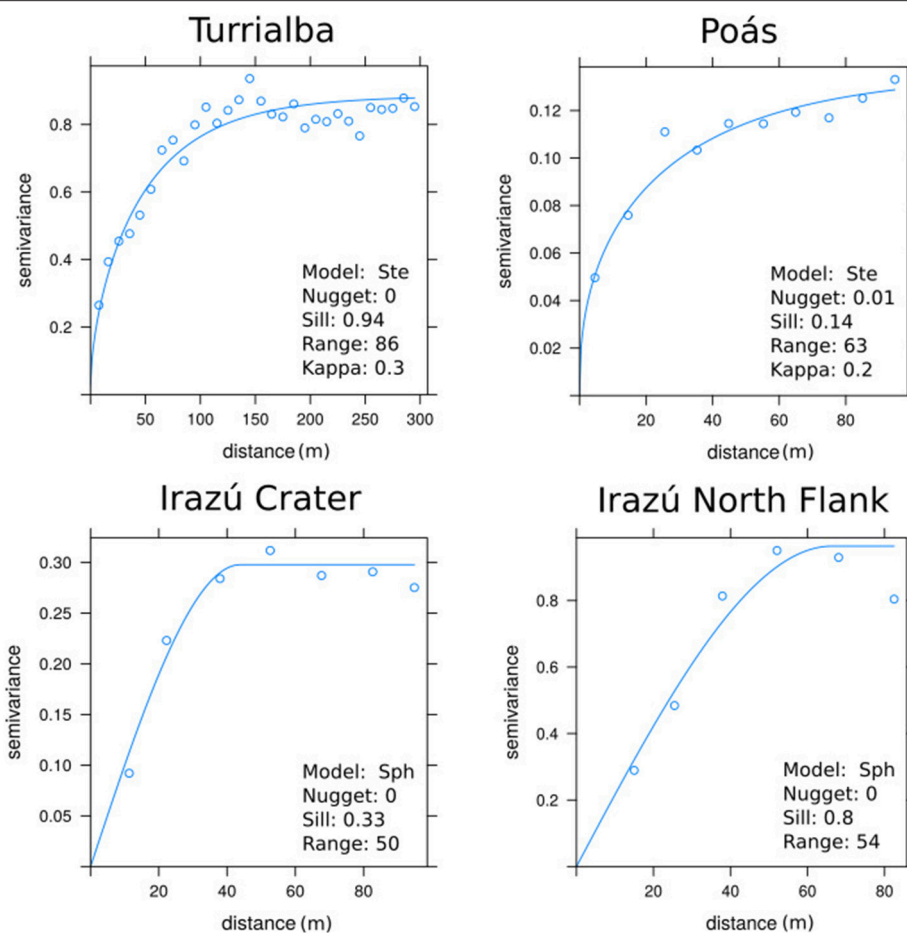 Turrialba
0.8
0.6
0.4
0.2
semivariance
Model: Ste
Nugget: 0
Sill: 0.94
Range: 86
Kappa: 0.3
50 100 150 200 250 300
distance (m)
Poás
0.12
0.10
0.08
0.06
0.04
0.02
semivariance
Model: Ste
Nugget: 0.01
Sill: 0.14
Range: 63
Kappa: 0.2
20 40 60 80
distance (m)
Irazú Crater
0.30
0.25
0.20
0.15
0.10
0.05
semivariance
Model: Sph
Nugget: 0
Sill: 0.33
Range: 50
20 40 60 80
distance (m)
Irazú North Flank
0.8
0.6
0.4
0.2
semivariance
Model: Sph
Nugget: 0
Sill: 0.8
Range: 54
20 40 60 80
distance (m)